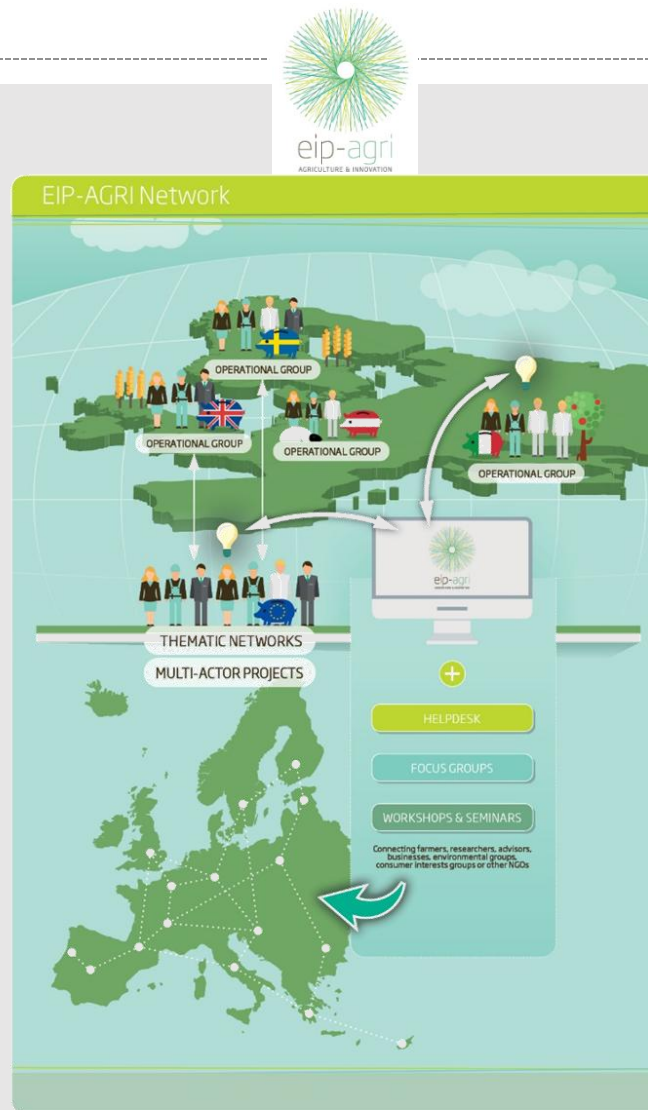 eip-agri
AGRICULTURE & INNOVATION
EIP-AGRI Network
OPERATIONAL GROUP
OPERATIONAL GROUP
OPERATIONAL GROUP
OPERATIONAL GROUP
eip-agri
THEMATIC NETWORKS
MULTI-ACTOR PROJECTS
+
HELPDESK
FOCUS GROUPS
WORKSHOPS & SEMINARS
Connecting farmers, researchers, advisors,
businesses, environmental groups,
consumer interests groups or other NGOs